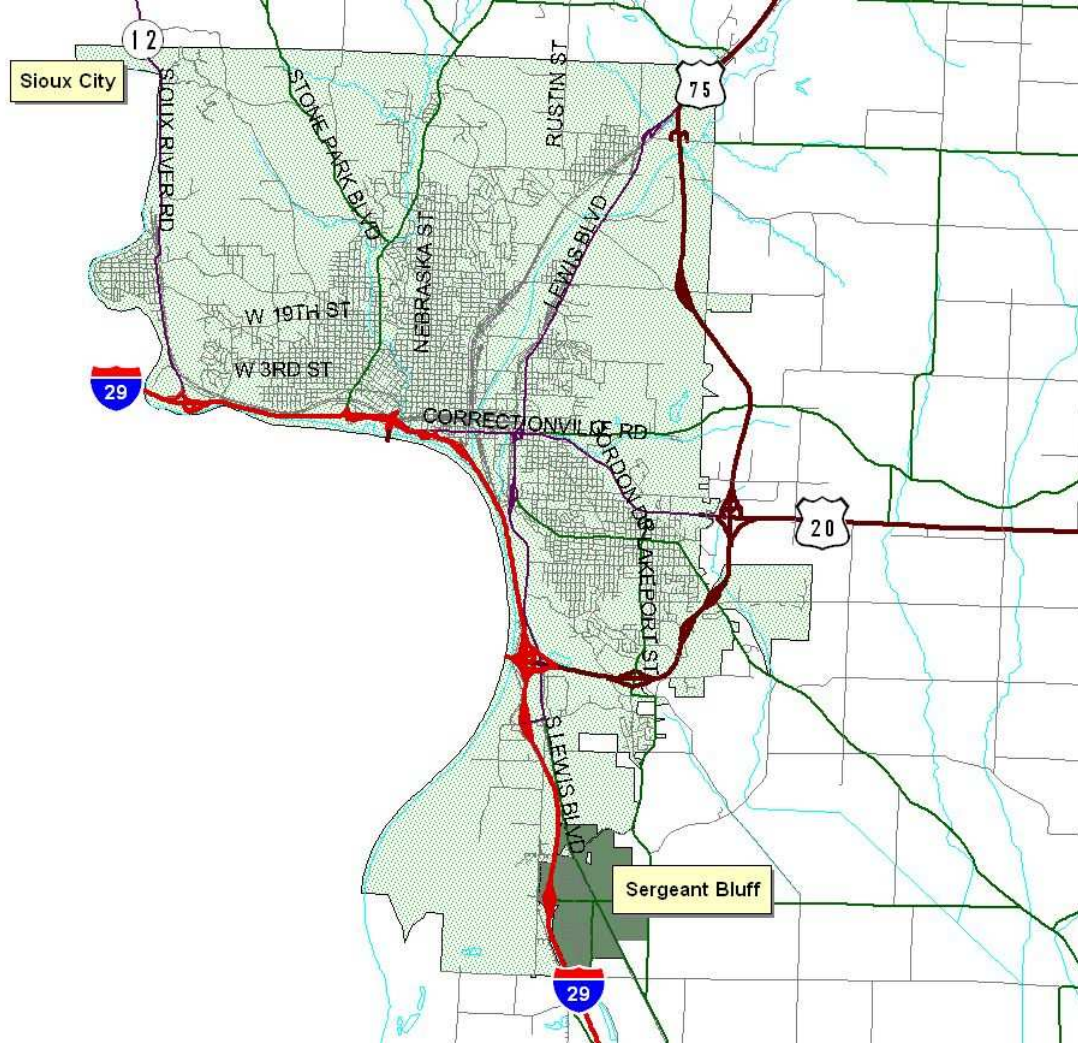 12
Sioux City
SIOUX RIVER RD
STONE PARK BLVD
RUSTIN ST
75
NEBRASKA ST
LEWIS BLVD
W 19TH ST
W 3RD ST
29
CORRECTIONVILLE RD
GORDON DR
20
S LAKEPORT ST
S LEWIS BLVD
Sergeant Bluff
29